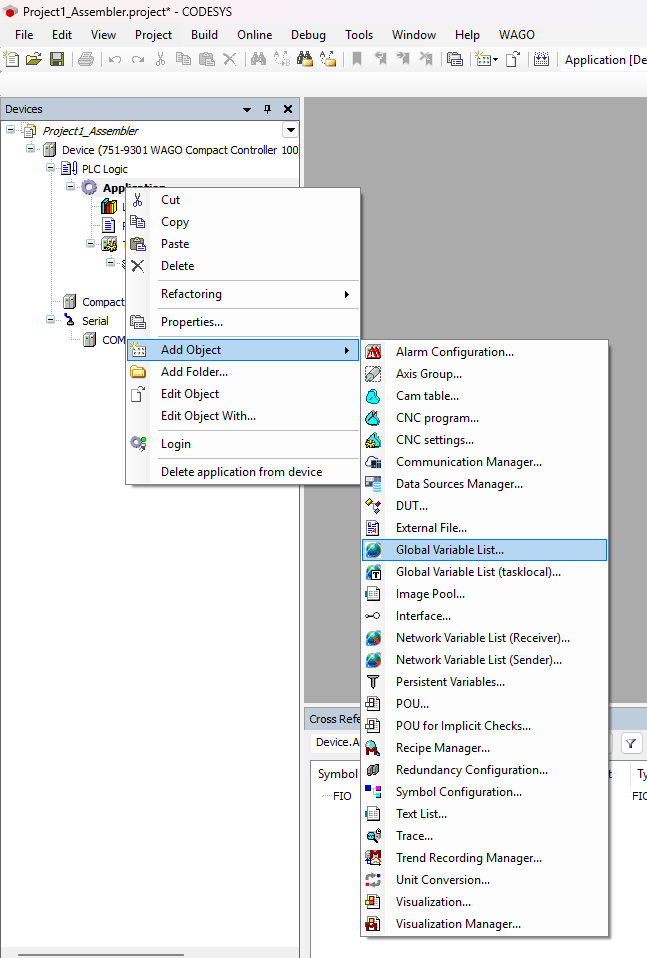 Project1_Assembler.project* - CODESYS
File Edit View Project Build Online Debug Tools Window Help WAGO
Application [De
Devices
Project1_Assembler
Device (751-9301 WAGO Compact Controller 100
PLC Logic
Application
Compact
Serial
COM
Cut
Copy
Paste
Delete
Refactoring
Properties...
Add Object
Add Folder...
Edit Object
Edit Object With...
Login
Delete application from device
Alarm Configuration...
Axis Group...
Cam table...
CNC program...
CNC settings...
Communication Manager...
Data Sources Manager...
DUT...
External File...
Global Variable List...
Global Variable List (tasklocal)...
Image Pool...
Interface...
Network Variable List (Receiver)...
Network Variable List (Sender)...
Persistent Variables...
POU...
POU for Implicit Checks...
Recipe Manager...
Redundancy Configuration...
Symbol Configuration...
Text List...
Trace...
Trend Recording Manager...
Unit Conversion...
Visualization...
Visualization Manager...
Cross Refe
Device.A
Symbol t Ty
FIO FIO